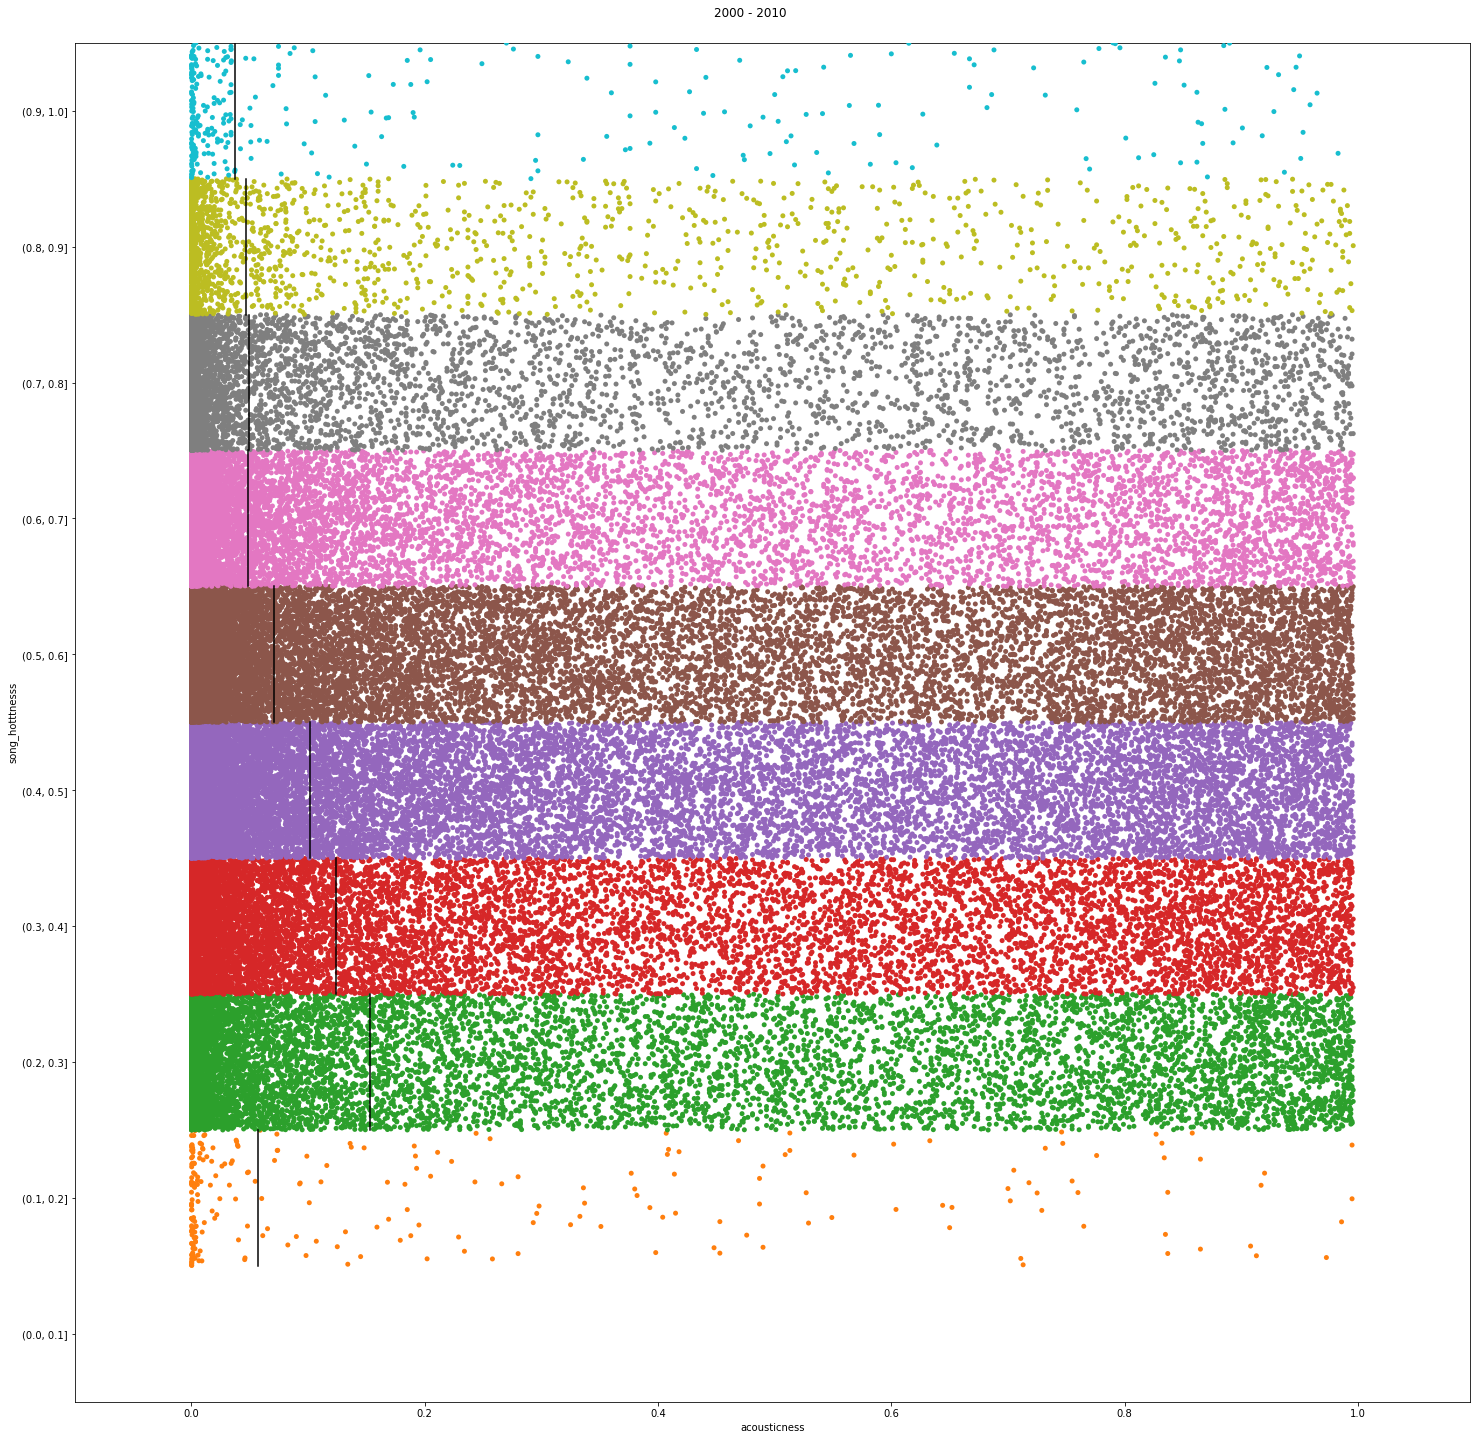 2000 - 2010
(0.9, 1.0]
(0.8, 0.9]
(0.7, 0.8]
(0.6, 0.7]
(0.5, 0.6]
(0.4, 0.5]
(0.3, 0.4]
(0.2, 0.3]
(0.1, 0.2]
(0.0, 0.1]
song_hotttnesss
0.0 0.2 0.4 0.6 0.8 1.0
acousticness